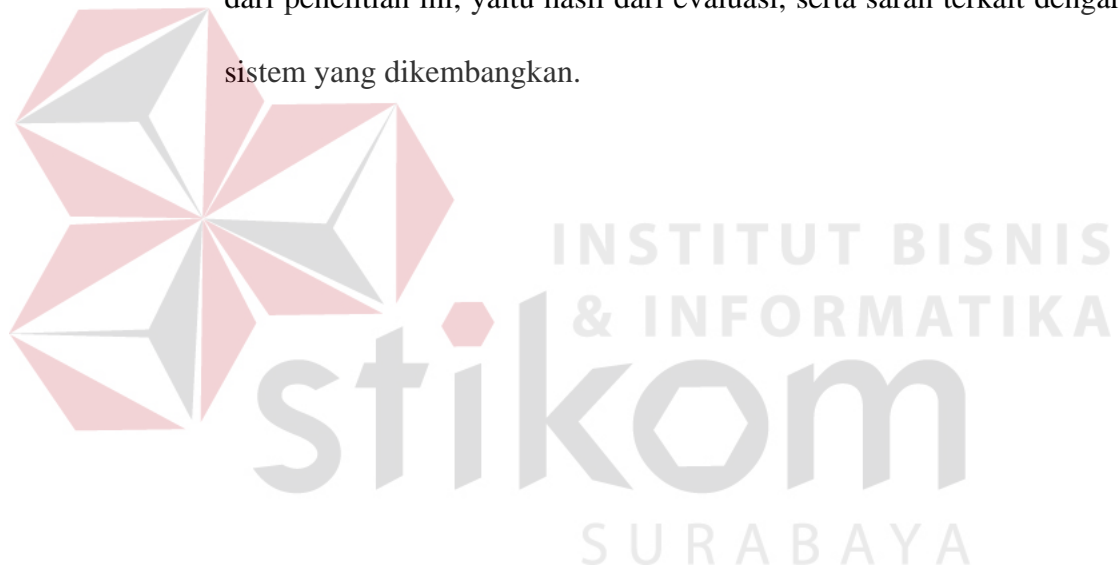 dari penelitian ini, yaitu hasil dari evaluasi, serta saran terkait dengan
sistem yang dikembangkan.
INSTITUT BISNIS
& INFORMATIKA
stikom
SURABAYA